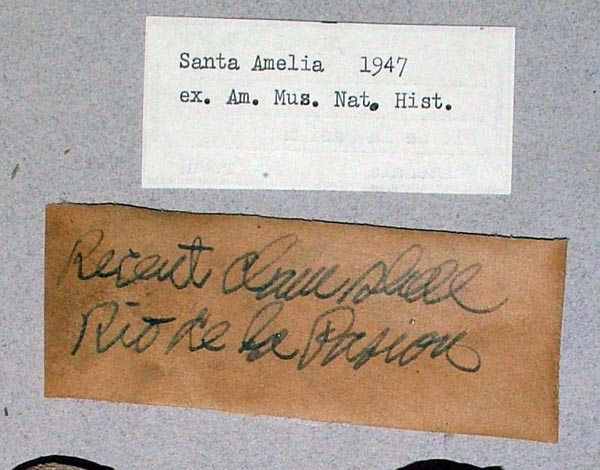 Santa Amelia 1947
ex. Am. Mus. Nat. Hist.
Recent clam shell
Rio de la Pasion